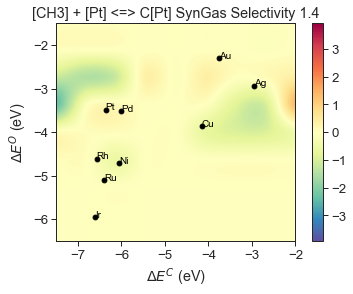 [CH3] + [Pt] <=> C[Pt] SynGas Selectivity 1.4
ΔE^O (eV)
−2
−3
−4
−5
−6
Au
Ag
Pt
Pd
Cu
Rh
Ni
Ru
Ir
−7
−6
−5
−4
−3
−2
ΔE^C (eV)
3
2
1
0
−1
−2
−3